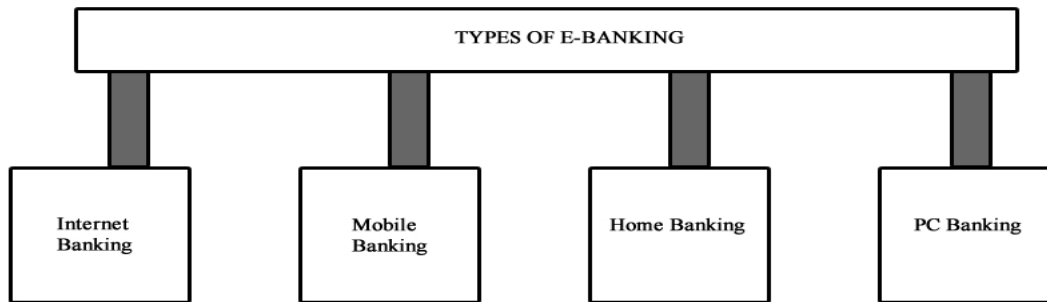 TYPES OF E-BANKING
Internet
Banking
Mobile
Banking
Home Banking
PC Banking